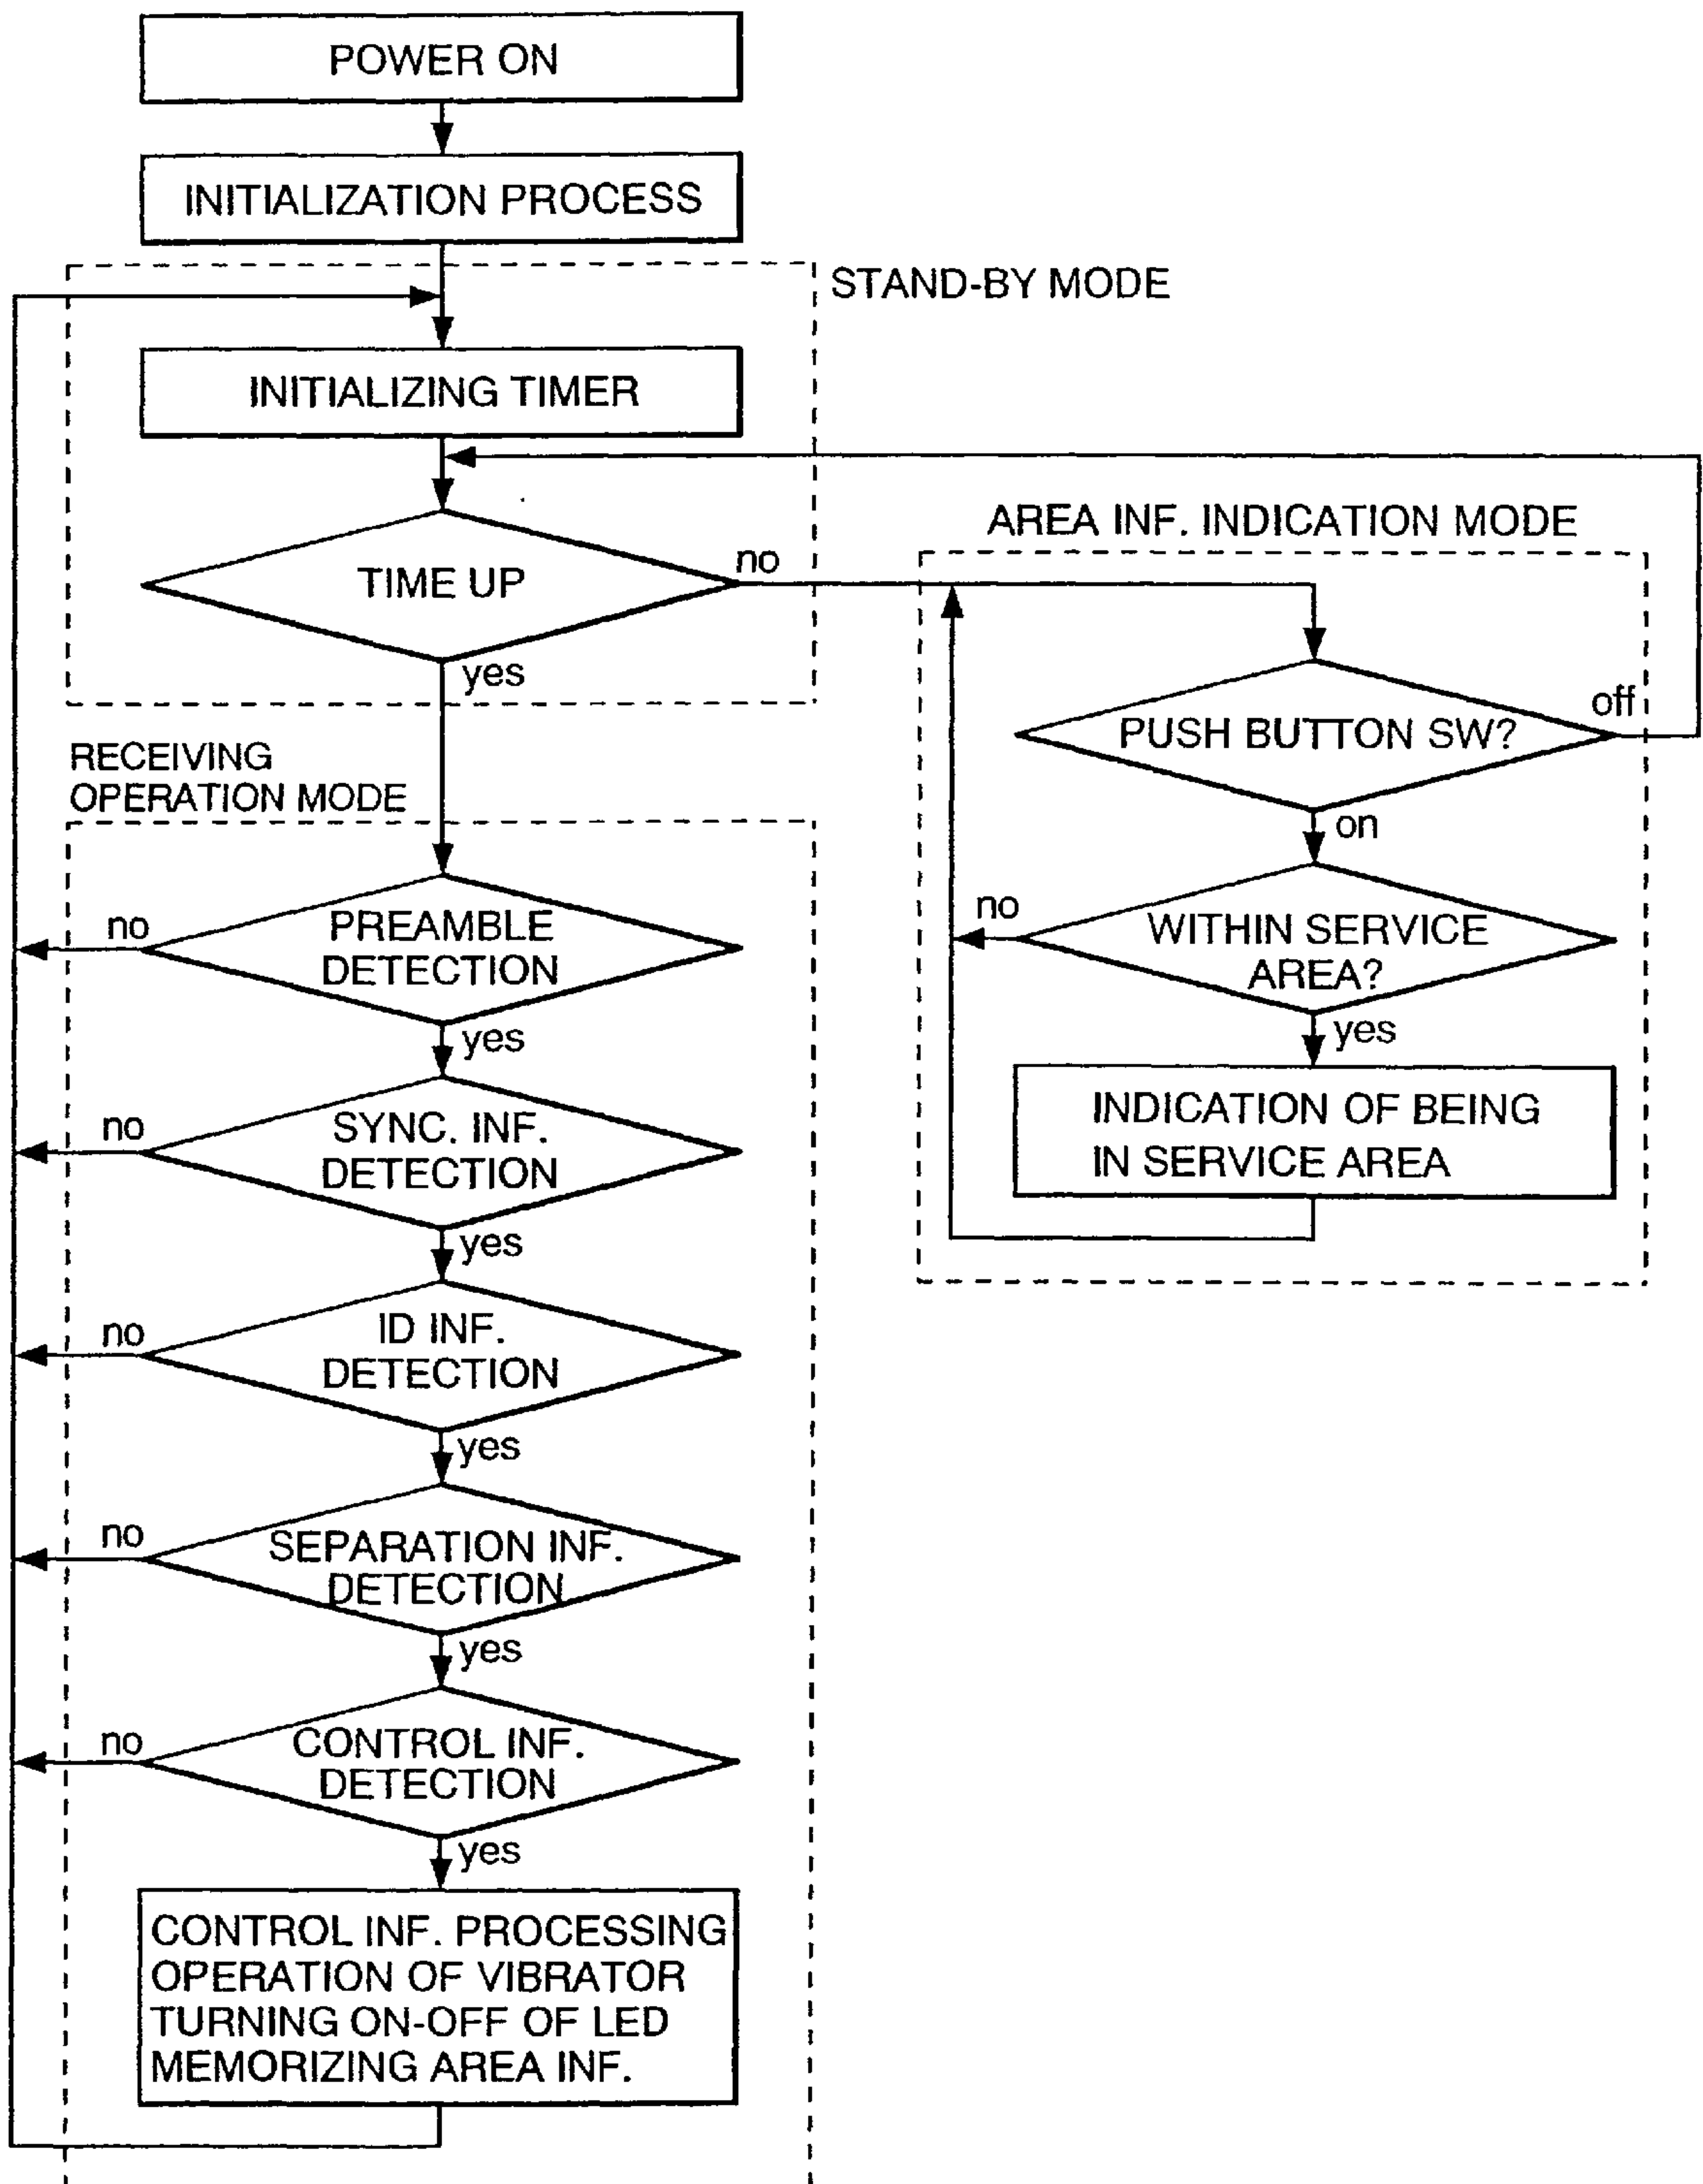 POWER ON
INITIALIZATION PROCESS
STAND-BY MODE
INITIALIZING TIMER
AREA INF. INDICATION MODE
TIME UP
no
yes
PUSH BUTTON SW?
off
on
RECEIVING
OPERATION MODE
WITHIN SERVICE
AREA?
no
yes
INDICATION OF BEING
IN SERVICE AREA
PREAMBLE
DETECTION
no
yes
SYNC. INF.
DETECTION
no
yes
ID INF.
DETECTION
no
yes
SEPARATION INF.
DETECTION
no
yes
CONTROL INF.
DETECTION
no
yes
CONTROL INF. PROCESSING
OPERATION OF VIBRATOR
TURNING ON-OFF OF LED
MEMORIZING AREA INF.